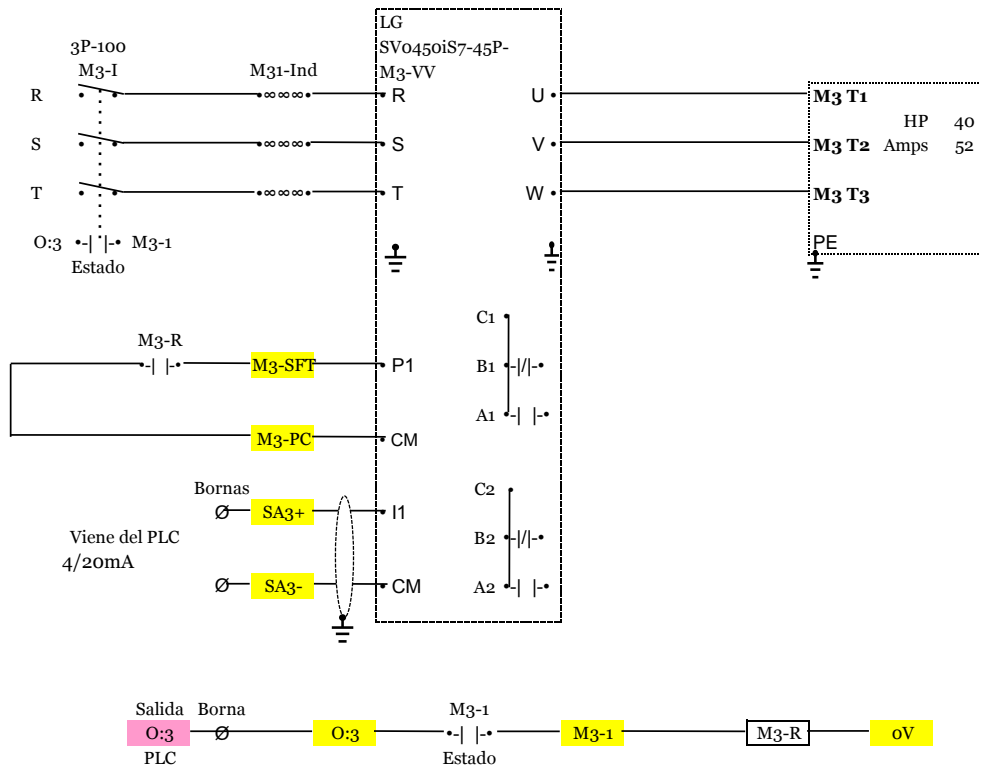 LG
SV0450iS7-45P-
M3-VV
3P-100
M3-I
M31-Ind
R
R
U
M3 T1
HP 40
S
S
V
M3 T2
Amps 52
T
T
W
M3 T3
O:3
M3-1
Estado
PE
C1
M3-R
M3-SFT
P1
B1
A1
M3-PC
CM
Bornas
C2
SA3+
I1
Viene del PLC
4/20mA
B2
SA3-
CM
A2
Salida
Borna
M3-1
O:3
O:3
M3-1
M3-R
0V
PLC
Estado